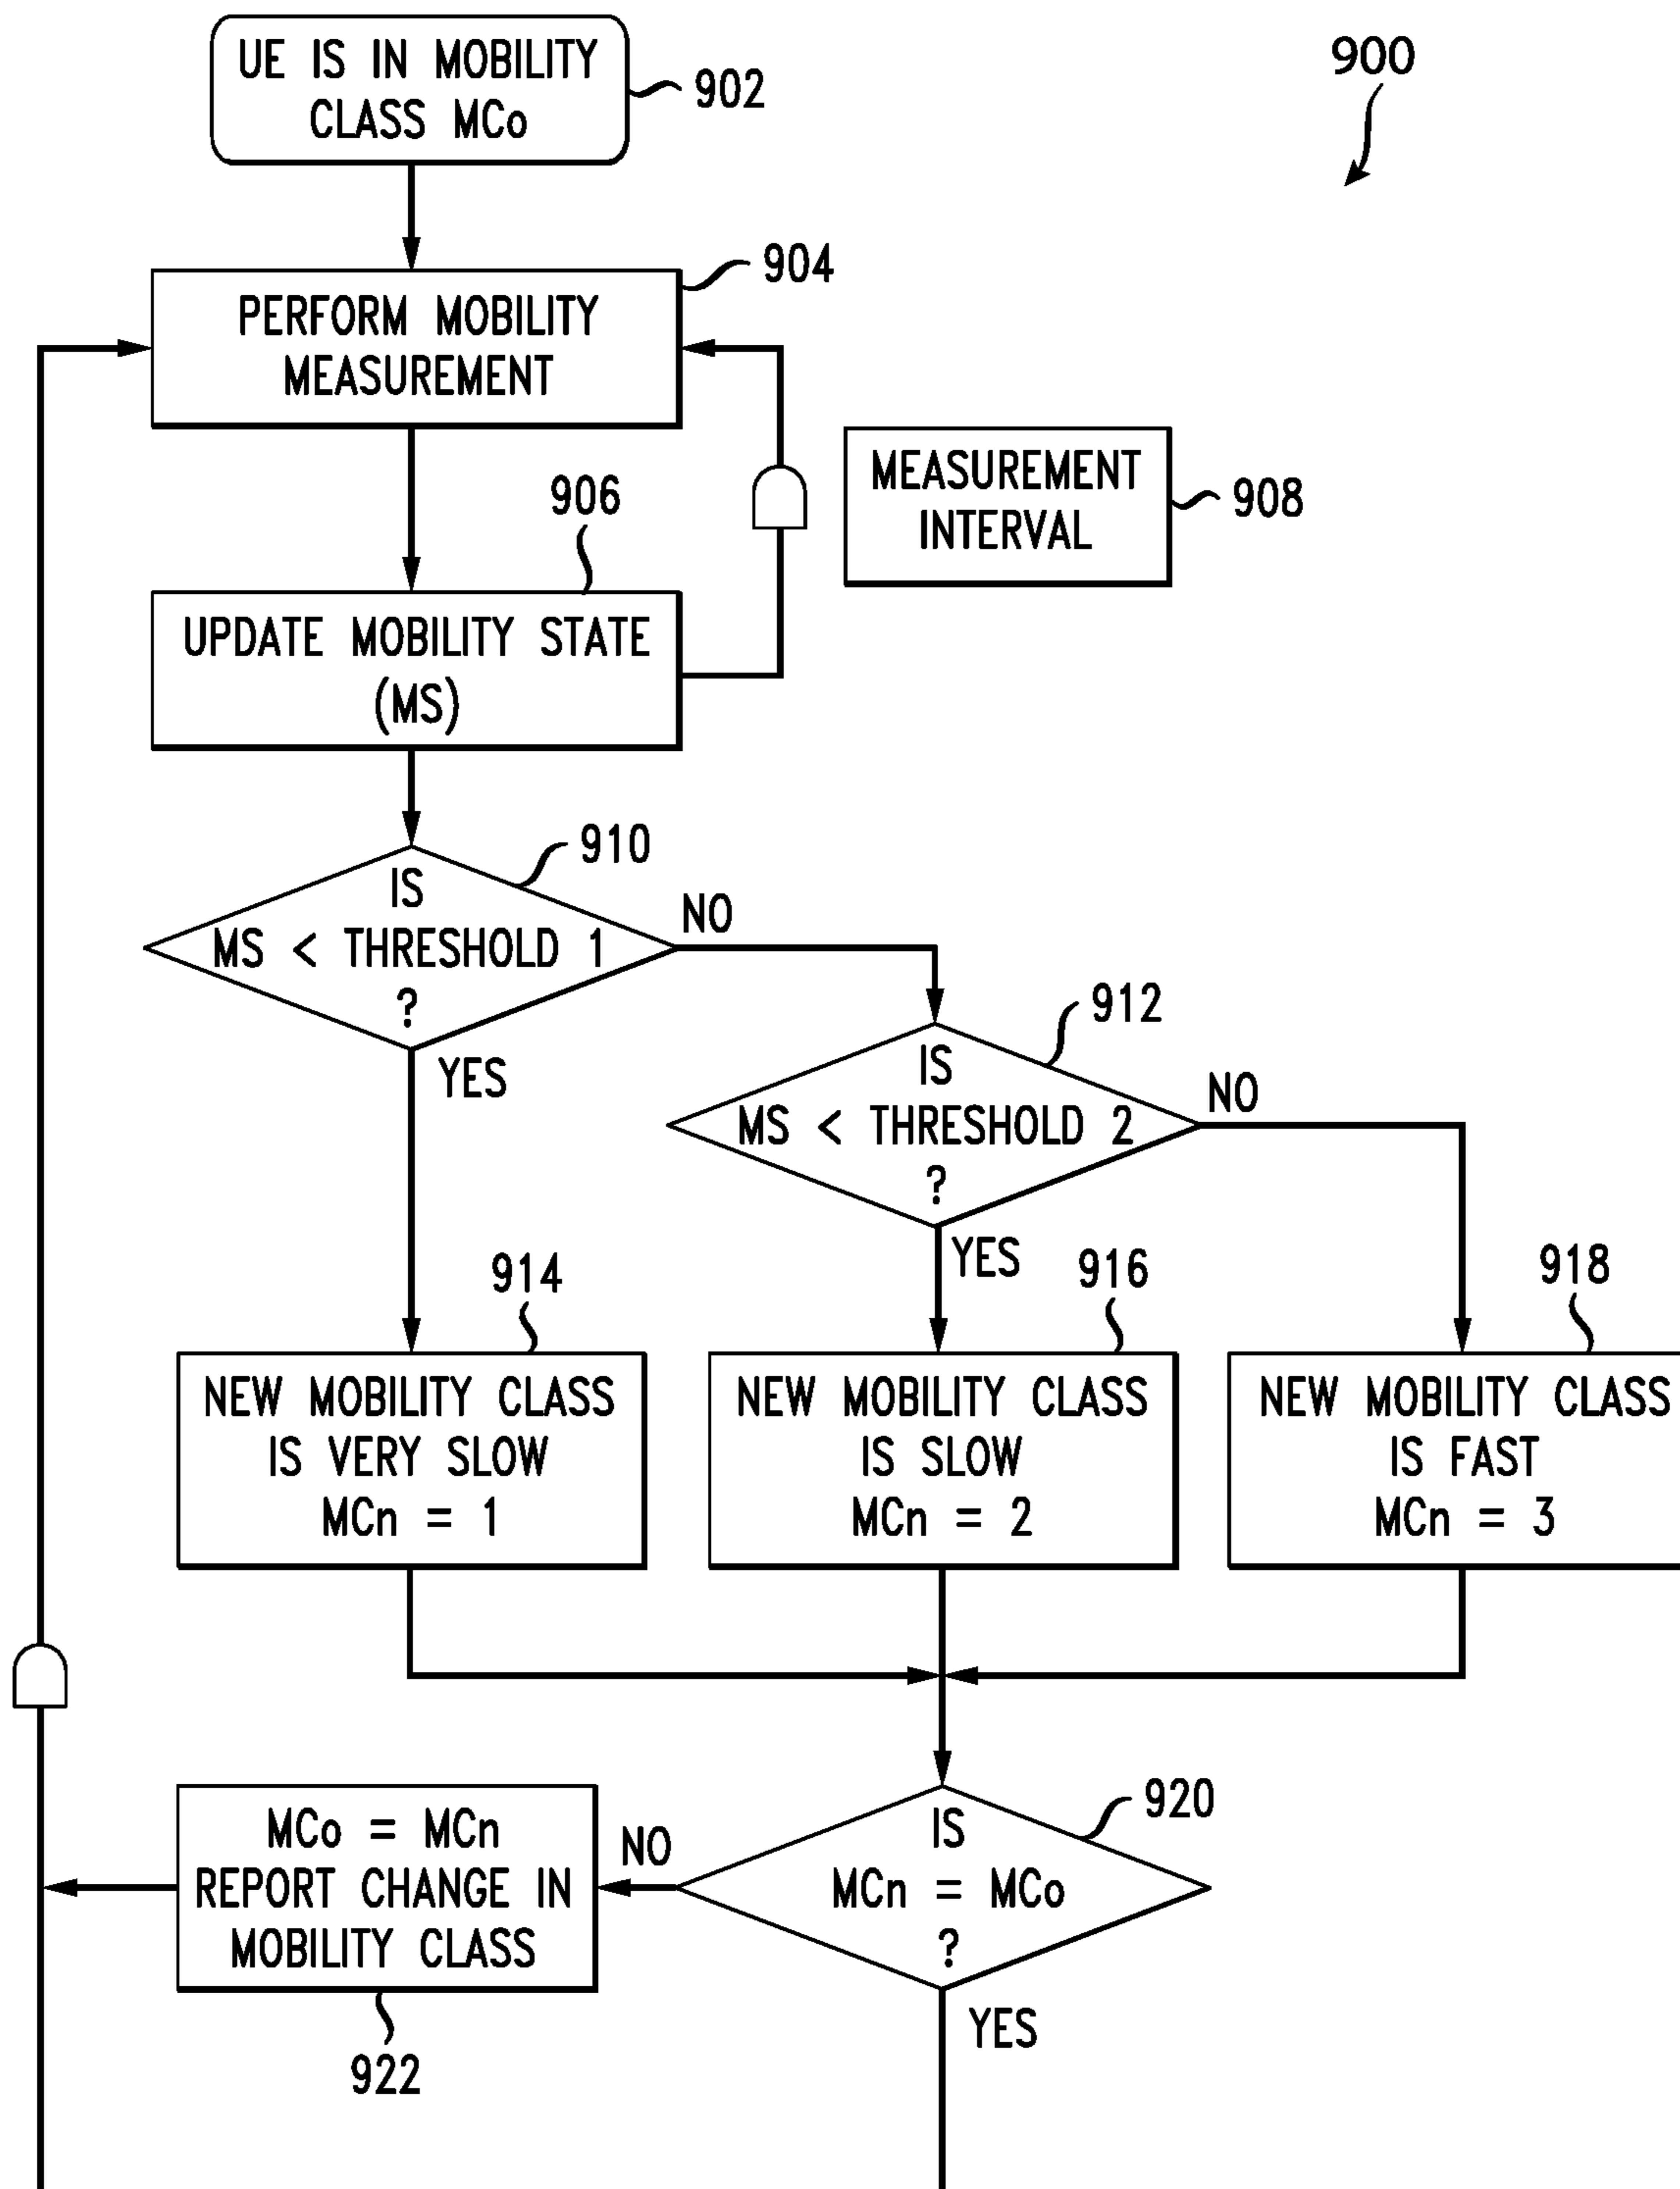 UE IS IN MOBILITY
CLASS MCo
902
900
904
PERFORM MOBILITY
MEASUREMENT
MEASUREMENT
INTERVAL
908
906
UPDATE MOBILITY STATE
(MS)
910
IS
MS < THRESHOLD 1
?
NO
YES
912
IS
MS < THRESHOLD 2
?
NO
YES
914
NEW MOBILITY CLASS
IS VERY SLOW
MCn = 1
916
NEW MOBILITY CLASS
IS SLOW
MCn = 2
918
NEW MOBILITY CLASS
IS FAST
MCn = 3
920
IS
MCn = MCo
?
NO
YES
MCo = MCn
REPORT CHANGE IN
MOBILITY CLASS
922